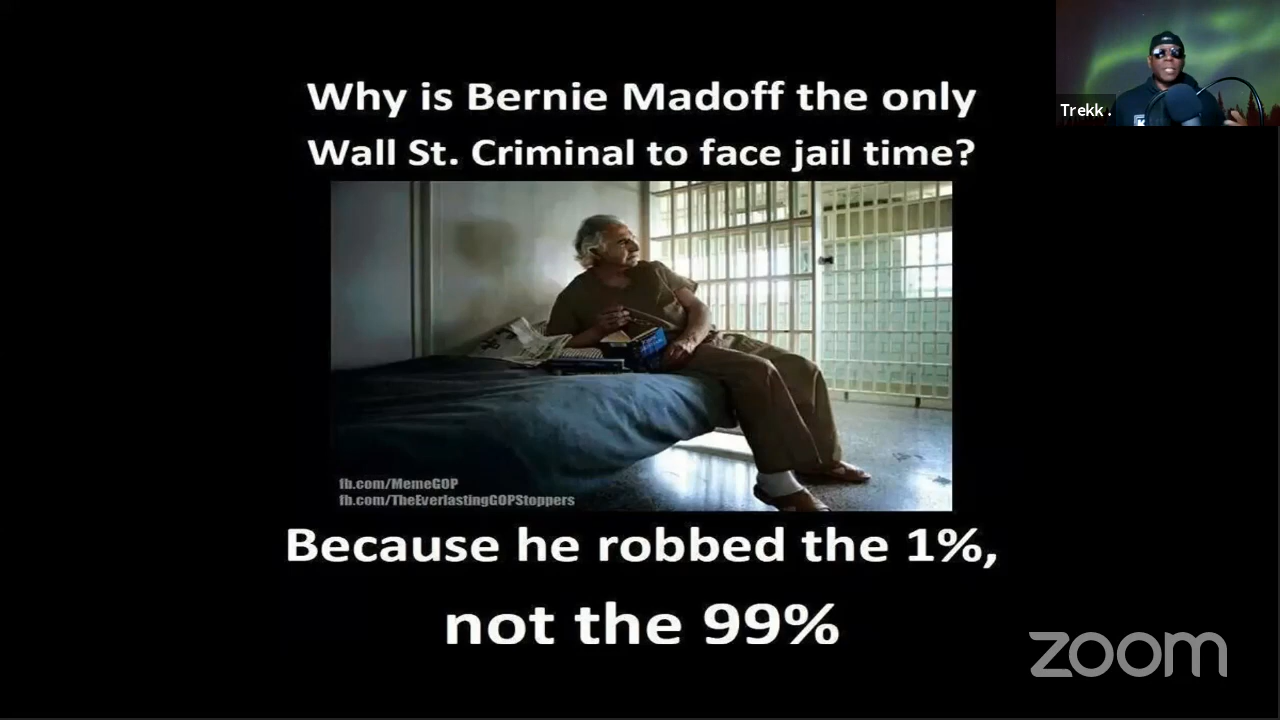 Why is Bernie Madoff the only
Wall St. Criminal to face jail time?
Trekk .
fb.com/MemeGOP
fb.com/TheEverlastingGOPStoppers
Because he robbed the 1%,
not the 99%
zoom